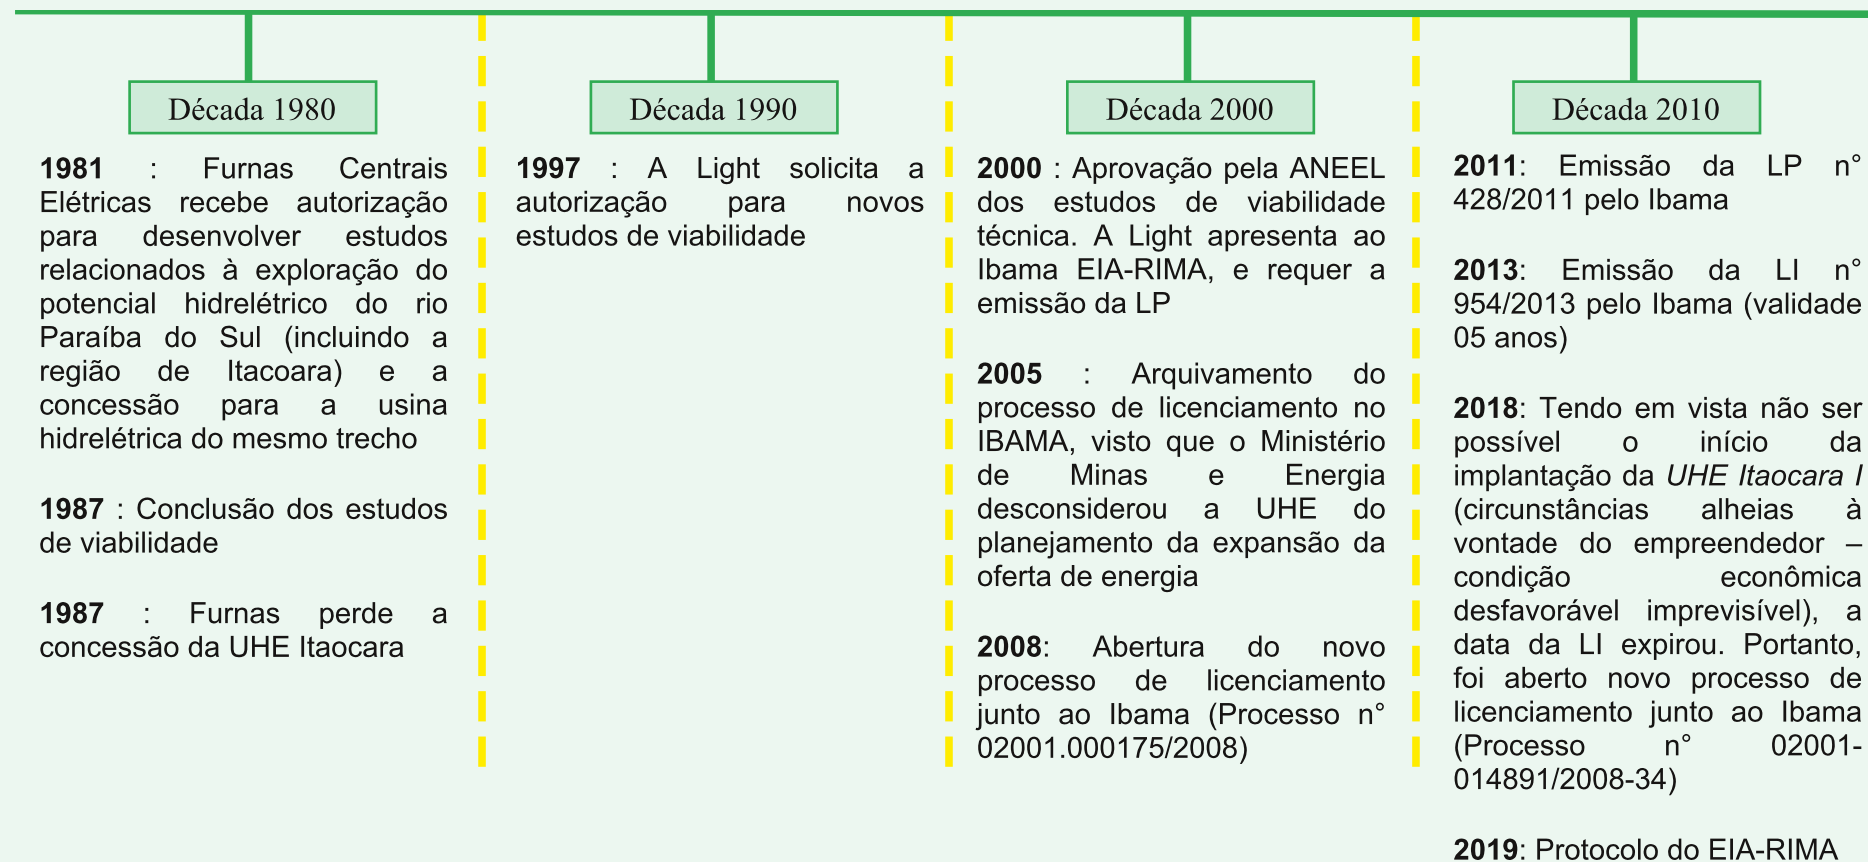 Década 1980
1981 : Furnas Centrais
Elétricas recebe autorização
para desenvolver estudos
relacionados à exploração do
potencial hidrelétrico do rio
Paraíba do Sul (incluindo a
região de Itacoara) e a
concessão para a usina
hidrelétrica do mesmo trecho
1987 : Conclusão dos estudos
de viabilidade
1987 : Furnas perde a
concessão da UHE Itaocara
Década 1990
1997 : A Light solicita a
autorização para novos
estudos de viabilidade
Década 2000
2000 : Aprovação pela ANEEL
dos estudos de viabilidade
técnica. A Light apresenta ao
Ibama EIA-RIMA, e requer a
emissão da LP
2005 : Arquivamento do
processo de licenciamento no
IBAMA, visto que o Ministério
de Minas e Energia
desconsiderou a UHE do
planejamento da expansão da
oferta de energia
2008: Abertura do novo
processo de licenciamento
junto ao Ibama (Processo n°
02001.000175/2008)
Década 2010
2011: Emissão da LP n°
428/2011 pelo Ibama
2013: Emissão da LI n°
954/2013 pelo Ibama (validade
05 anos)
2018: Tendo em vista não ser
possível o início da
implantação da UHE Itaocara I
(circunstâncias alheias à
vontade do empreendedor –
condição econômica
desfavorável imprevisível), a
data da LI expirou. Portanto,
foi aberto novo processo de
licenciamento junto ao Ibama
(Processo n° 02001-
014891/2008-34)
2019: Protocolo do EIA-RIMA